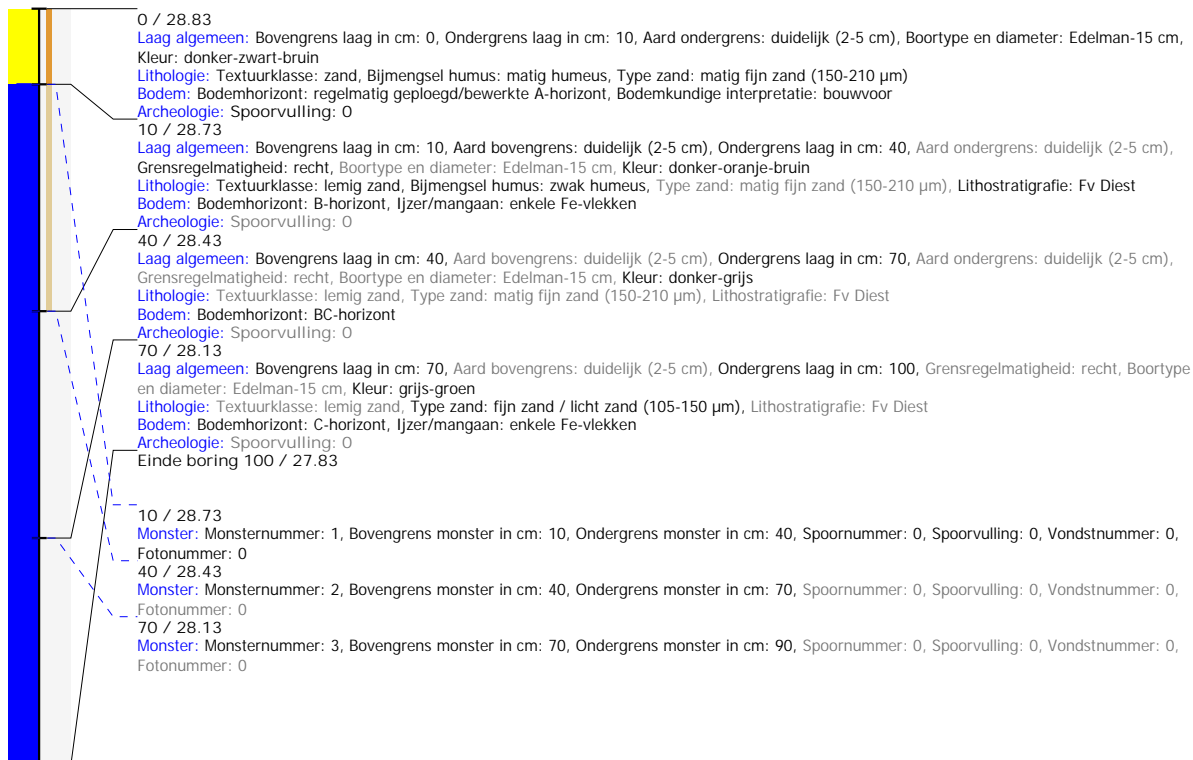 0 / 28.83
Laag algemeen: Bovengrens laag in cm: 0, Ondergrens laag in cm: 10, Aard ondergrens: duidelijk (2-5 cm), Boortype en diameter: Edelman-15 cm,
Kleur: donker-zwart-bruin
Lithologie: Textuurklasse: zand, Bijmengsel humus: matig humeus, Type zand: matig fijn zand (150-210 µm)
Bodem: Bodemhorizont: regelmatig geploegd/bewerkte A-horizont, Bodemkundige interpretatie: bouwvoor
Archeologie: Spoorvulling: 0
10 / 28.73
Laag algemeen: Bovengrens laag in cm: 10, Aard bovengrens: duidelijk (2-5 cm), Ondergrens laag in cm: 40, Aard ondergrens: duidelijk (2-5 cm),
Grensregelmatigheid: recht, Boortype en diameter: Edelman-15 cm, Kleur: donker-oranje-bruin
Lithologie: Textuurklasse: lemig zand, Bijmengsel humus: zwak humeus, Type zand: matig fijn zand (150-210 µm), Lithostratigrafie: Fv Diest
Bodem: Bodemhorizont: B-horizont, Ijzer/mangaan: enkele Fe-vlekken
Archeologie: Spoorvulling: 0
40 / 28.43
Laag algemeen: Bovengrens laag in cm: 40, Aard bovengrens: duidelijk (2-5 cm), Ondergrens laag in cm: 70, Aard ondergrens: duidelijk (2-5 cm),
Grensregelmatigheid: recht, Boortype en diameter: Edelman-15 cm, Kleur: donker-grijs
Lithologie: Textuurklasse: lemig zand, Type zand: matig fijn zand (150-210 µm), Lithostratigrafie: Fv Diest
Bodem: Bodemhorizont: BC-horizont
Archeologie: Spoorvulling: 0
70 / 28.13
Laag algemeen: Bovengrens laag in cm: 70, Aard bovengrens: duidelijk (2-5 cm), Ondergrens laag in cm: 100, Grensregelmatigheid: recht, Boortype
en diameter: Edelman-15 cm, Kleur: grijs-groen
Lithologie: Textuurklasse: lemig zand, Type zand: fijn zand / licht zand (105-150 µm), Lithostratigrafie: Fv Diest
Bodem: Bodemhorizont: C-horizont, Ijzer/mangaan: enkele Fe-vlekken
Archeologie: Spoorvulling: 0
Einde boring 100 / 27.83
10 / 28.73
Monster: Monsternummer: 1, Bovengrens monster in cm: 10, Ondergrens monster in cm: 40, Spoornummer: 0, Spoorvulling: 0, Vondstnummer: 0,
Fotonummer: 0
40 / 28.43
Monster: Monsternummer: 2, Bovengrens monster in cm: 40, Ondergrens monster in cm: 70, Spoornummer: 0, Spoorvulling: 0, Vondstnummer: 0,
Fotonummer: 0
70 / 28.13
Monster: Monsternummer: 3, Bovengrens monster in cm: 70, Ondergrens monster in cm: 90, Spoornummer: 0, Spoorvulling: 0, Vondstnummer: 0,
Fotonummer: 0